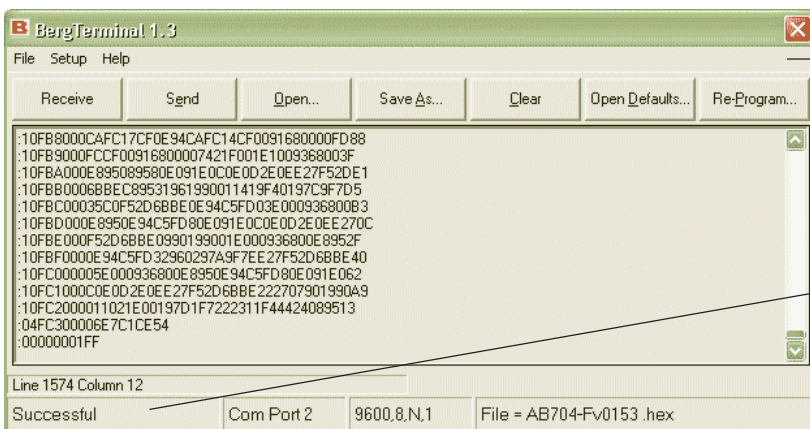 B BergTerminal 1.3
File Setup Help
Receive Send Open... Save As... Clear Open Defaults... Re-Program...
:10FB8000CAFC17CF0E94CAFC14CF0091680000FD88
:10FB9000FCCF00916800007421F001E1009368003F
:10FBA000E895089580E091E0C0E0D2E0EE27F52DE1
:10FBB0006BBEC89531961990011419F40197C9F7D5
:10FBC00035C0F52D6BBE0E94C5FD03E000936800B3
:10FBD000E8950E94C5FD80E091E0C0E0D2E0EE270C
:10FBE000F52D6BBE0990199001E000936800E8952F
:10FBF0000E94C5FD32960297A9F7EE27F52D6BBE40
:10FC000005E000936800E8950E94C5FD80E091E062
:10FC1000C0E0D2E0EE27F52D6BBE222707901990A9
:10FC2000011021E00197D1F7222311F44424089513
:04FC300006E7C1CE54
:00000001FF
Line 1574 Column 12
Successful Com Port 2 9600,8,N,1 File = AB704-Fv0153 .hex